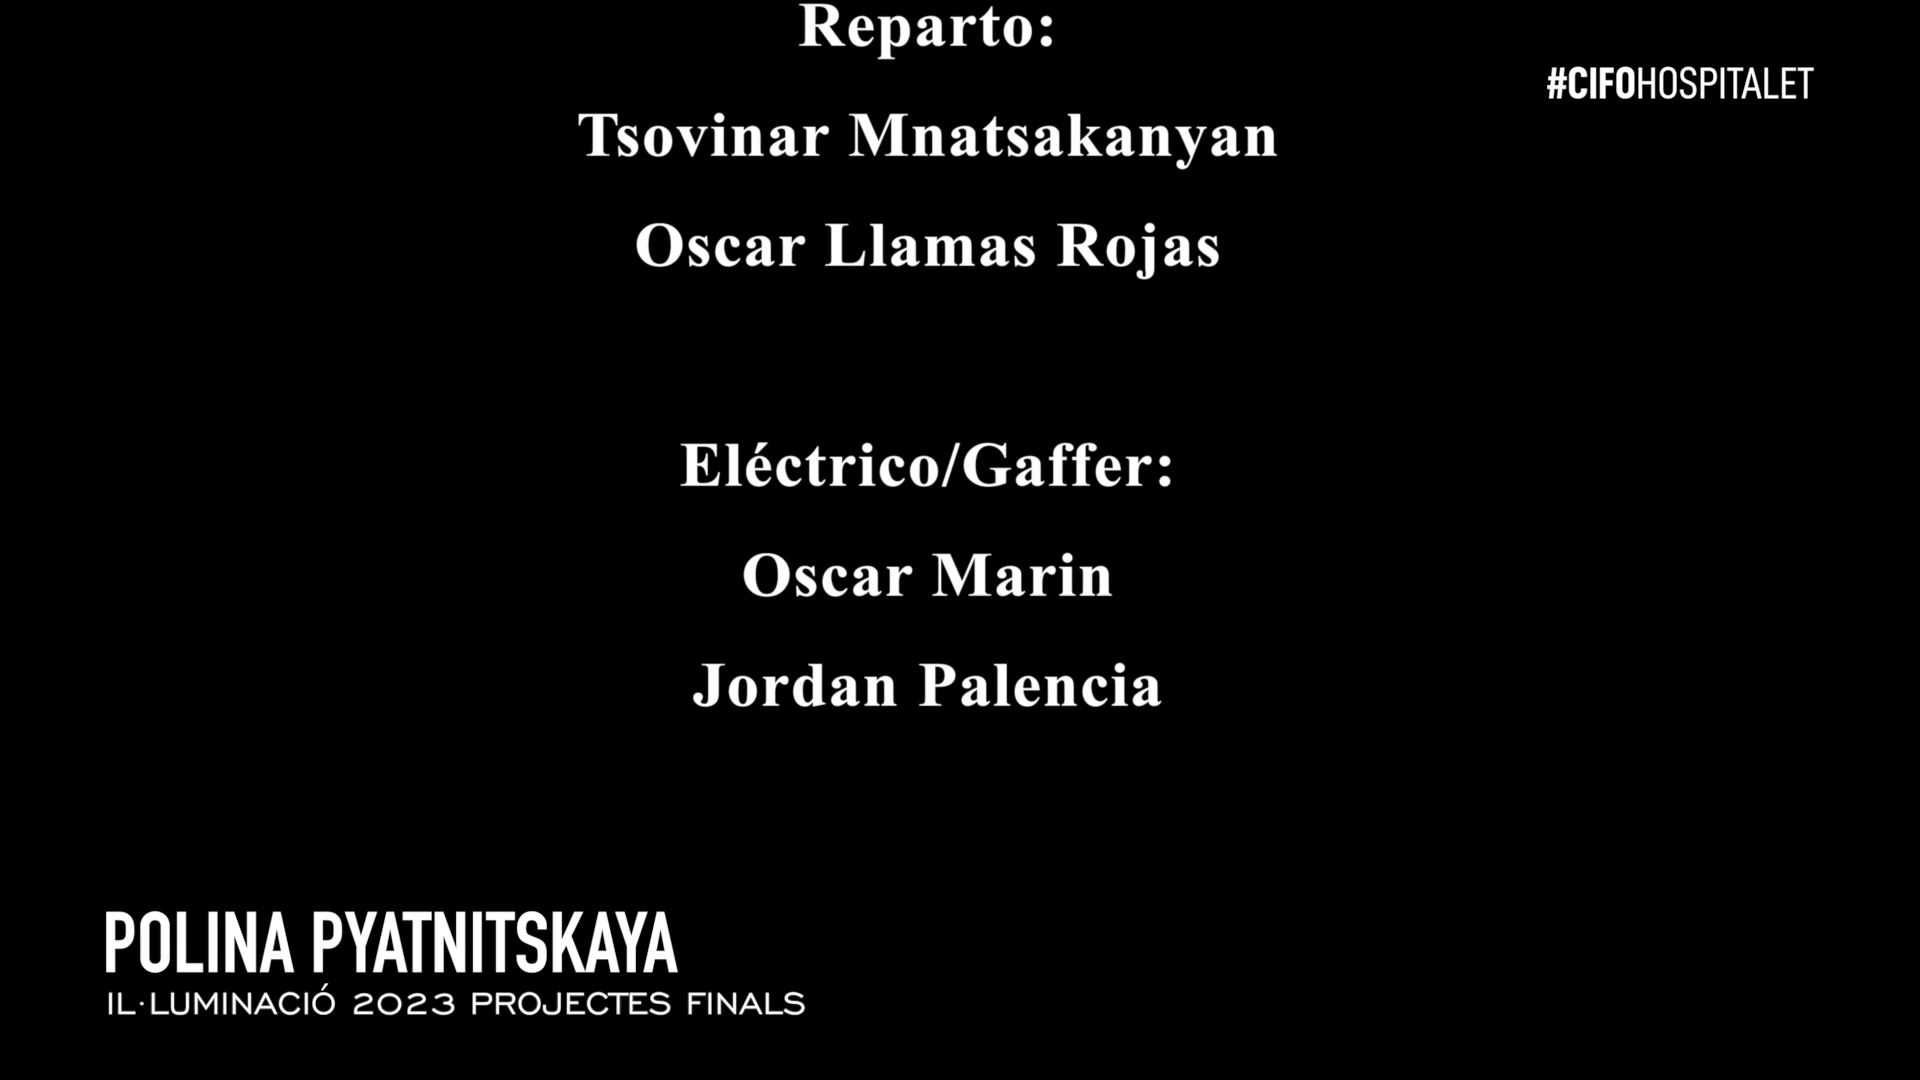 Reparto:
#CIFOHOSPITALET
Tsovinar Mnatsakanyan
Oscar Llamas Rojas
Eléctrico/Gaffer:
Oscar Marin
Jordan Palencia
POLINA PYATNITSKAYA
IL·LUMINACIÓ 2023 PROJECTES FINALS